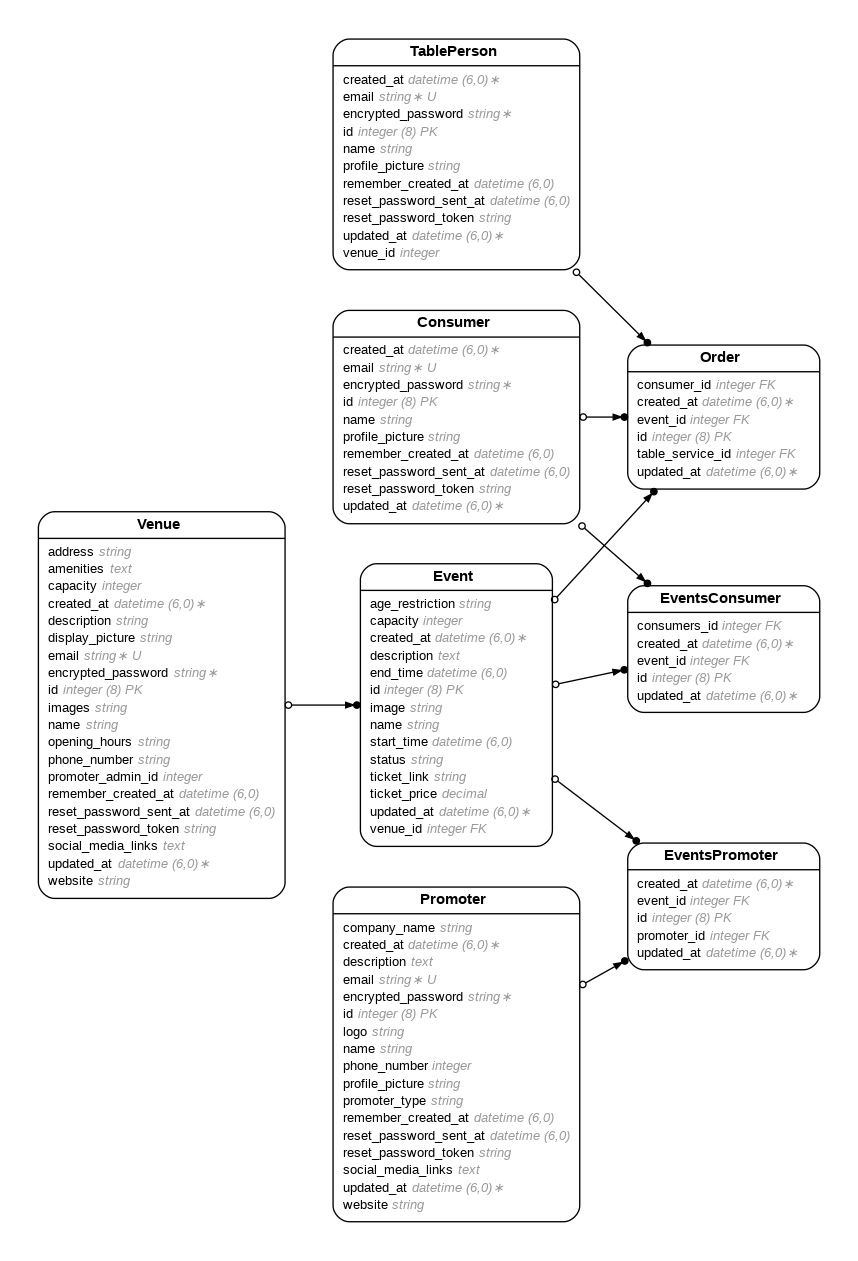 TablePerson
created_at datetime (6,0)∗
email string∗ U
encrypted_password string∗
id integer (8) PK
name string
profile_picture string
remember_created_at datetime (6,0)
reset_password_sent_at datetime (6,0)
reset_password_token string
updated_at datetime (6,0)∗
venue_id integer
Consumer
created_at datetime (6,0)∗
email string∗ U
encrypted_password string∗
id integer (8) PK
name string
profile_picture string
remember_created_at datetime (6,0)
reset_password_sent_at datetime (6,0)
reset_password_token string
updated_at datetime (6,0)∗
Order
consumer_id integer FK
created_at datetime (6,0)∗
event_id integer FK
id integer (8) PK
table_service_id integer FK
updated_at datetime (6,0)∗
Venue
address string
amenities text
capacity integer
created_at datetime (6,0)∗
description string
display_picture string
email string∗ U
encrypted_password string∗
id integer (8) PK
images string
name string
opening_hours string
phone_number string
promoter_admin_id integer
remember_created_at datetime (6,0)
reset_password_sent_at datetime (6,0)
reset_password_token string
social_media_links text
updated_at datetime (6,0)∗
website string
Event
age_restriction string
capacity integer
created_at datetime (6,0)∗
description text
end_time datetime (6,0)
id integer (8) PK
image string
name string
start_time datetime (6,0)
status string
ticket_link string
ticket_price decimal
updated_at datetime (6,0)∗
venue_id integer FK
EventsConsumer
consumers_id integer FK
created_at datetime (6,0)∗
event_id integer FK
id integer (8) PK
updated_at datetime (6,0)∗
EventsPromoter
created_at datetime (6,0)∗
event_id integer FK
id integer (8) PK
promoter_id integer FK
updated_at datetime (6,0)∗
Promoter
company_name string
created_at datetime (6,0)∗
description text
email string∗ U
encrypted_password string∗
id integer (8) PK
logo string
name string
phone_number integer
profile_picture string
promoter_type string
remember_created_at datetime (6,0)
reset_password_sent_at datetime (6,0)
reset_password_token string
social_media_links text
updated_at datetime (6,0)∗
website string